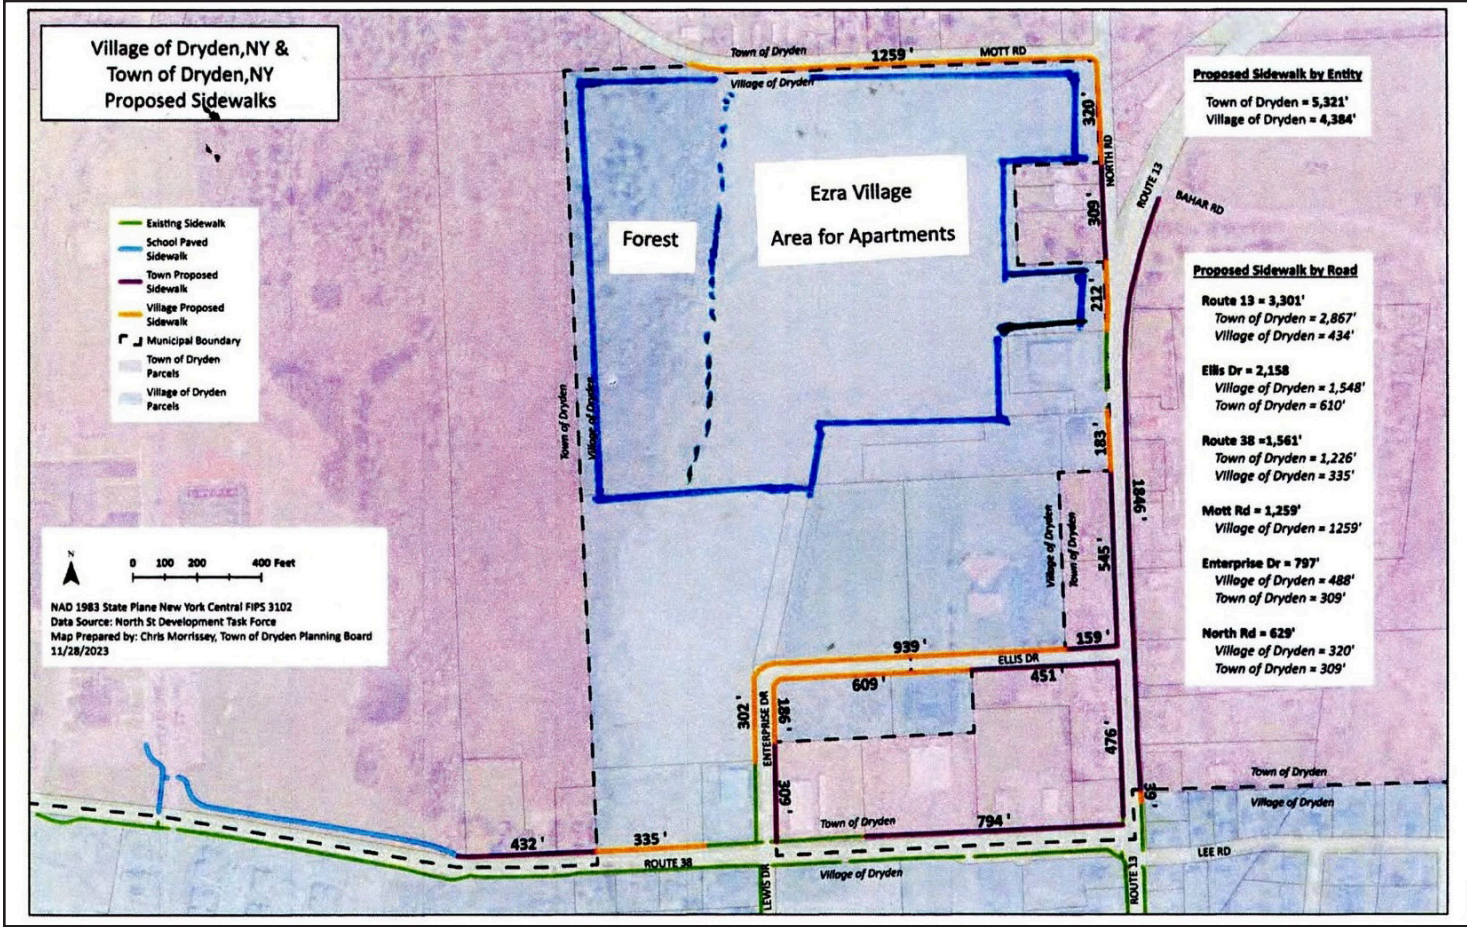 Village of Dryden,NY &
Town of Dryden,NY
Proposed Sidewalks
Existing Sidewalk
School Paved
Sidewalk
Town Proposed
Sidewalk
Village Proposed
Sidewalk
Municipal Boundary
Town of Dryden
Parcels
Village of Dryden
Parcels
N
0 100 200 400 Feet
NAD 1983 State Plane New York Central FIPS 3102
Data Source: North St Development Task Force
Map Prepared by: Chris Morrissey, Town of Dryden Planning Board
11/28/2023
Town of Dryden
1259 '
MOTT RD
Village of Dryden
320'
NORTH RD
Forest
Ezra Village
Area for Apartments
309 '
212 '
ROUTE 13
BAHAR RD
Town of Dryden
Village of Dryden
183 '
1846 '
Village of Dryden
Town of Dryden
545 '
159 '
939 '
ELLIS DR
609 '
451 '
302 '
ENTERPRISE DR
186 '
476 '
309 '
39 '
Town of Dryden
794 '
432 '
335 '
ROUTE 38
Village of Dryden
LEWIS DR
ROUTE 13
LEE RD
Town of Dryden
Village of Dryden
Proposed Sidewalk by Entity
Town of Dryden = 5,321'
Village of Dryden = 4,384'
Proposed Sidewalk by Road
Route 13 = 3,301'
Town of Dryden = 2,867'
Village of Dryden = 434'
Ellis Dr = 2,158
Village of Dryden = 1,548'
Town of Dryden = 610'
Route 38 =1,561'
Town of Dryden = 1,226'
Village of Dryden = 335'
Mott Rd = 1,259'
Village of Dryden = 1259'
Enterprise Dr = 797'
Village of Dryden = 488'
Town of Dryden = 309'
North Rd = 629'
Village of Dryden = 320'
Town of Dryden = 309'